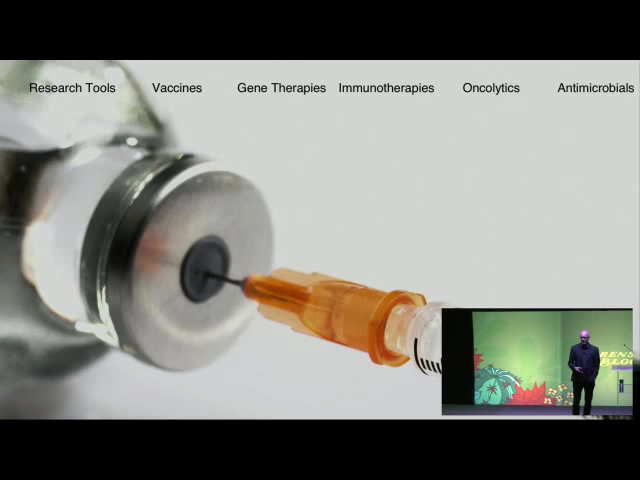 Research Tools Vaccines Gene Therapies Immunotherapies Oncolytics Antimicrobials